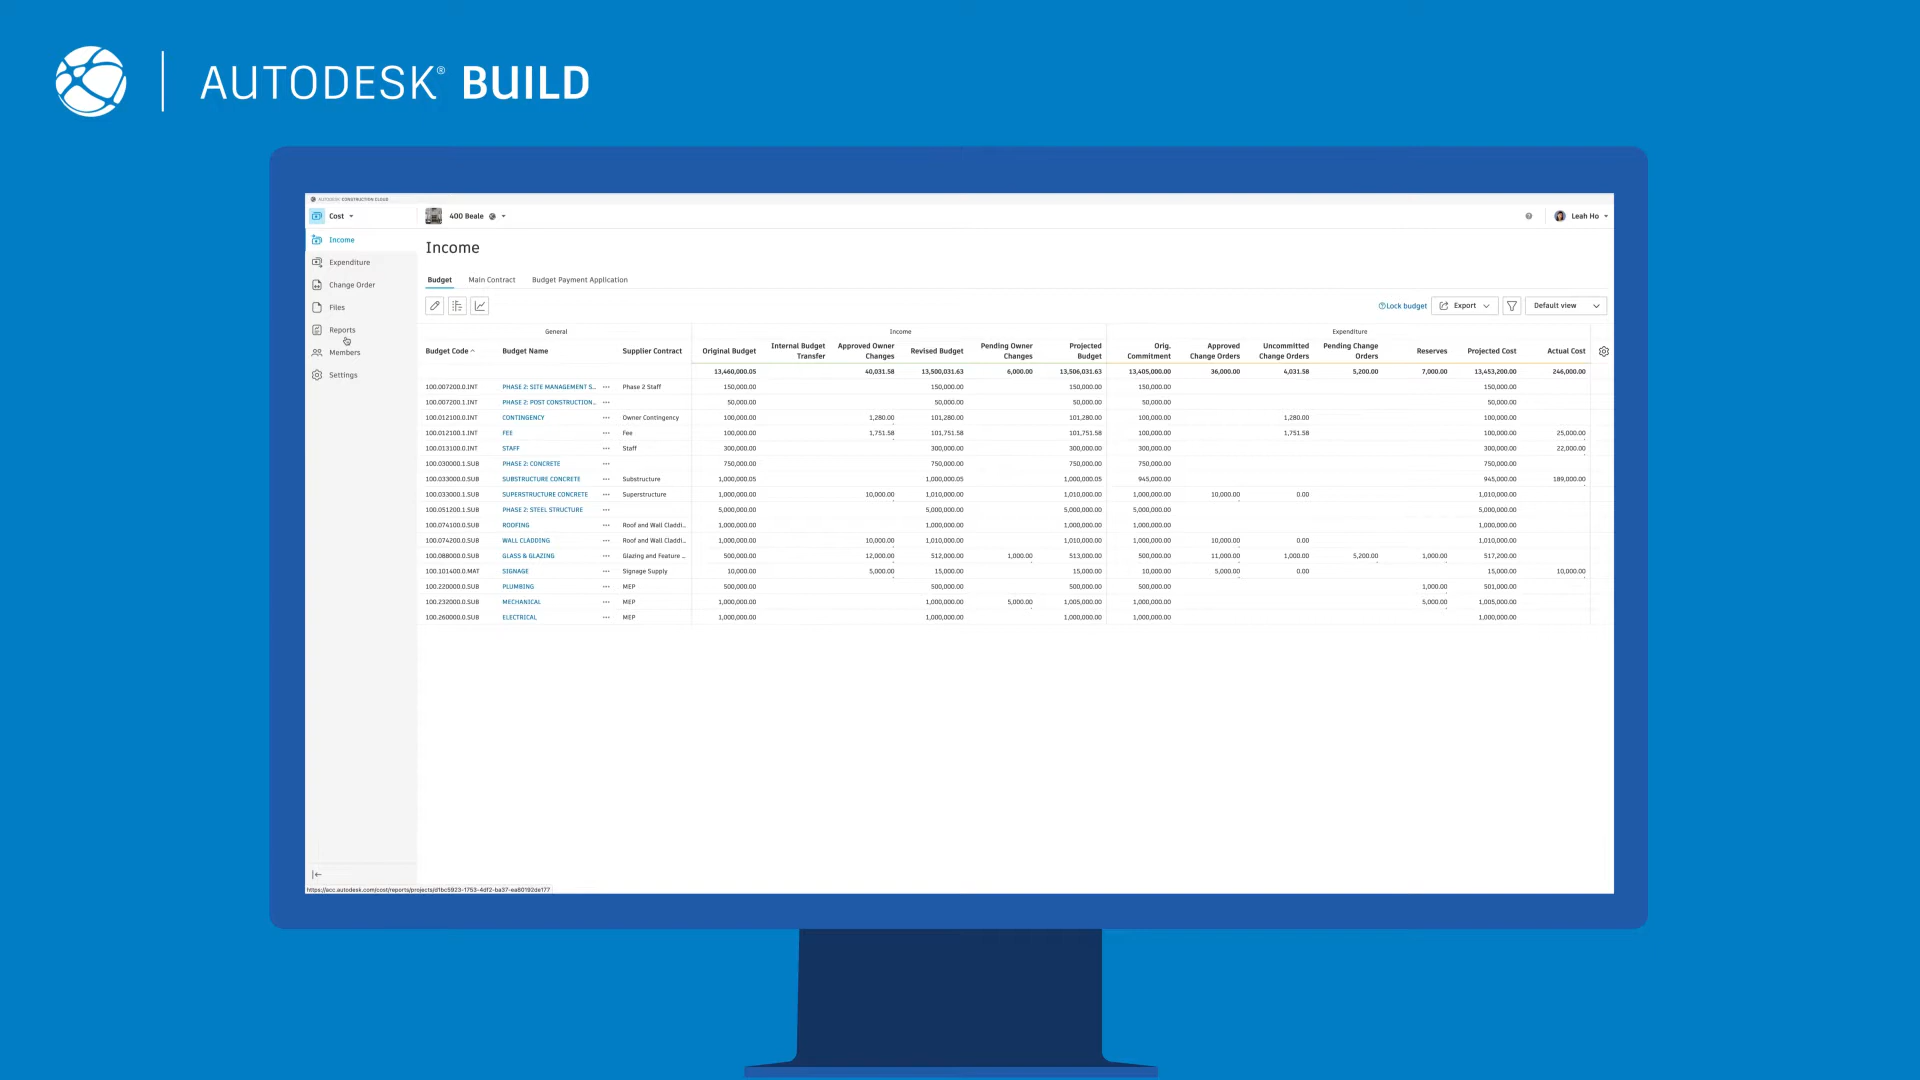 AUTODESK® BUILD
AUTODESK® CONSTRUCTION CLOUD
Cost
400 Beale
Leah Ho
Income
Expenditure
Change Order
Files
Reports
Members
Settings
Income
Budget Main Contract Budget Payment Application
Lock budget Export Default view
General Income Expenditure
Budget Code Budget Name Supplier Contract Original Budget Internal Budget Transfer Approved Owner Changes Revised Budget Pending Owner Changes Projected Budget Orig. Commitment Approved Change Orders Uncommitted Change Orders Pending Change Orders Reserves Projected Cost Actual Cost
13,460,000.05 40,031.58 13,500,031.63 6,000.00 13,506,031.63 13,405,000.00 36,000.00 4,031.58 5,200.00 7,000.00 13,453,200.00 246,000.00
100.007200.0.INT PHASE 2: SITE MANAGEMENT S... ••• Phase 2 Staff 150,000.00 150,000.00 150,000.00 150,000.00 150,000.00
100.007200.1.INT PHASE 2: POST CONSTRUCTION... ••• 50,000.00 50,000.00 50,000.00 50,000.00 50,000.00
100.012100.0.INT CONTINGENCY ••• Owner Contingency 100,000.00 1,280.00 101,280.00 101,280.00 100,000.00 1,280.00 100,000.00
100.012100.1.INT FEE ••• Fee 100,000.00 1,751.58 101,751.58 101,751.58 100,000.00 1,751.58 100,000.00 25,000.00
100.013100.0.INT STAFF ••• Staff 300,000.00 300,000.00 300,000.00 300,000.00 300,000.00 22,000.00
100.030000.1.SUB PHASE 2: CONCRETE ••• 750,000.00 750,000.00 750,000.00 750,000.00 750,000.00
100.033000.0.SUB SUBSTRUCTURE CONCRETE ••• Substructure 1,000,000.05 1,000,000.05 1,000,000.05 945,000.00 945,000.00 189,000.00
100.033000.1.SUB SUPERSTRUCTURE CONCRETE ••• Superstructure 1,000,000.00 10,000.00 1,010,000.00 1,010,000.00 1,000,000.00 10,000.00 0.00 1,010,000.00
100.051200.1.SUB PHASE 2: STEEL STRUCTURE ••• 5,000,000.00 5,000,000.00 5,000,000.00 5,000,000.00 5,000,000.00
100.074100.0.SUB ROOFING ••• Roof and Wall Claddi... 1,000,000.00 1,000,000.00 1,000,000.00 1,000,000.00 1,000,000.00
100.074200.0.SUB WALL CLADDING ••• Roof and Wall Claddi... 1,000,000.00 10,000.00 1,010,000.00 1,010,000.00 1,000,000.00 10,000.00 0.00 1,010,000.00
100.088000.0.SUB GLASS & GLAZING ••• Glazing and Feature ... 500,000.00 12,000.00 512,000.00 1,000.00 513,000.00 500,000.00 11,000.00 1,000.00 5,200.00 1,000.00 517,200.00
100.101400.0.MAT SIGNAGE ••• Signage Supply 10,000.00 5,000.00 15,000.00 15,000.00 10,000.00 5,000.00 0.00 15,000.00 10,000.00
100.220000.0.SUB PLUMBING ••• MEP 500,000.00 500,000.00 500,000.00 500,000.00 1,000.00 501,000.00
100.232000.0.SUB MECHANICAL ••• MEP 1,000,000.00 1,000,000.00 5,000.00 1,005,000.00 1,000,000.00 5,000.00 1,005,000.00
100.260000.0.SUB ELECTRICAL ••• MEP 1,000,000.00 1,000,000.00 1,000,000.00 1,000,000.00 1,000,000.00
https://acc.autodesk.com/cost/reports/projects/d1bc5923-1753-4df2-ba37-ea80192de177